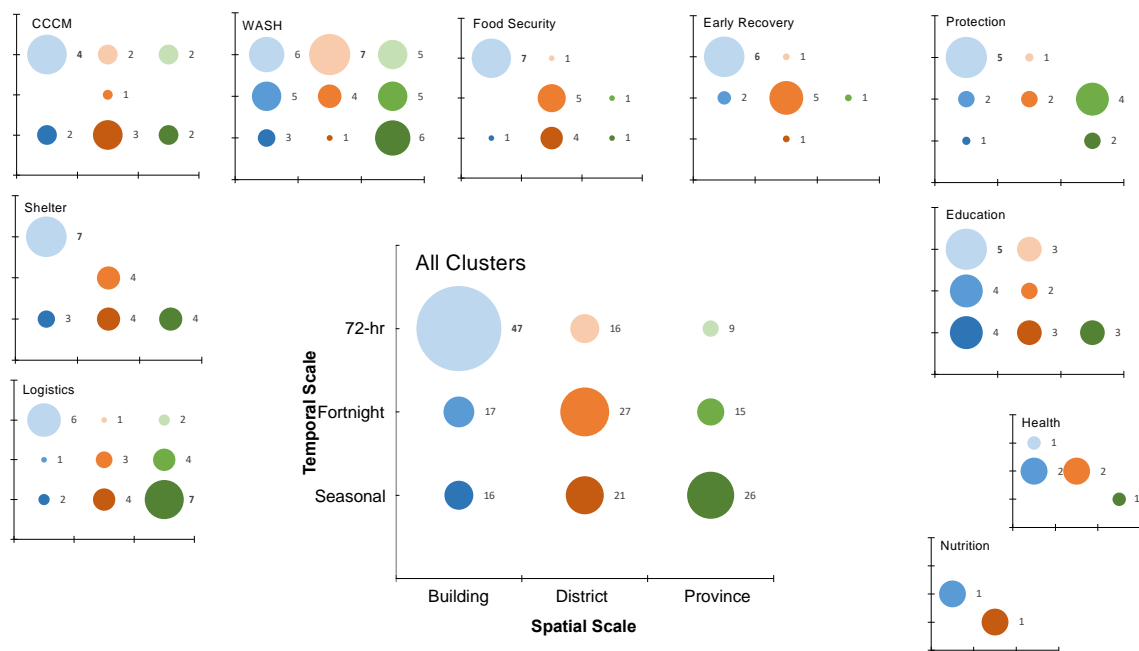 CCCM
4 2 2
1
2 3 2
WASH
6 7 5
5 4 5
3 1 6
Food Security
7 1
5 1
1 4 1
Early Recovery
6 1
2 5 1
1
Protection
5 1
2 2 4
1 2
Shelter
7
4
3 4 4
Education
5 3
4 2
4 3 3
Logistics
6 1 2
1 3 4
2 4 7
All Clusters
Temporal Scale
72-hr 47 16 9
Fortnight 17 27 15
Seasonal 16 21 26
Building District Province
Spatial Scale
Health
1
2 2
1
Nutrition
1
1